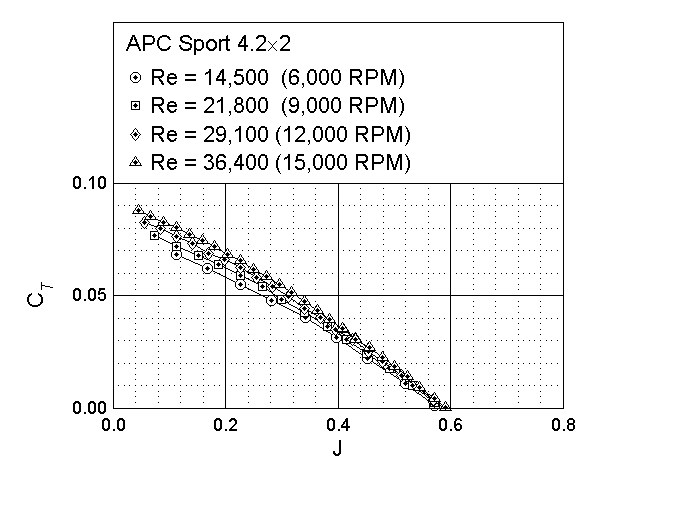 APC Sport 4.2×2
Re = 14,500 (6,000 RPM)
Re = 21,800 (9,000 RPM)
Re = 29,100 (12,000 RPM)
Re = 36,400 (15,000 RPM)
0.10
0.05
0.00
C_T
0.0 0.2 0.4 0.6 0.8
J